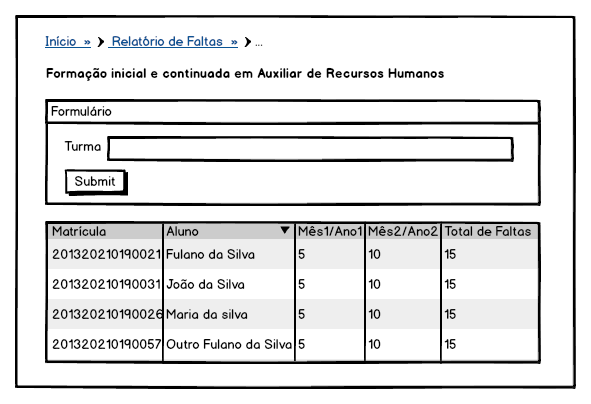 Início » ❯ Relatório de Faltas » ❯ ...
Formação inicial e continuada em Auxiliar de Recursos Humanos
Formulário
Turma
Submit
Matrícula Aluno ▼ Mês1/Ano1 Mês2/Ano2 Total de Faltas
201320210190021 Fulano da Silva 5 10 15
201320210190031 João da Silva 5 10 15
201320210190026 Maria da silva 5 10 15
201320210190057 Outro Fulano da Silva 5 10 15